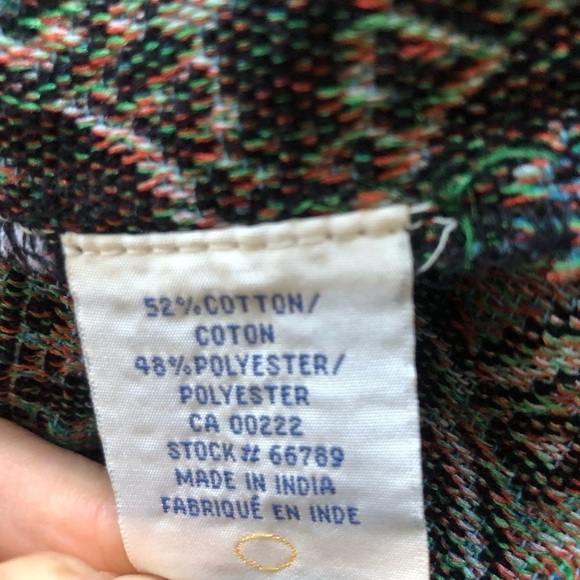 52%COTTON/
COTON
48%POLYESTER/
POLYESTER
CA 00222
STOCK# 66789
MADE IN INDIA
FABRIQUÉ EN INDE